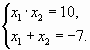 x₁ · x₂ = 10,
x₁ + x₂ = −7.